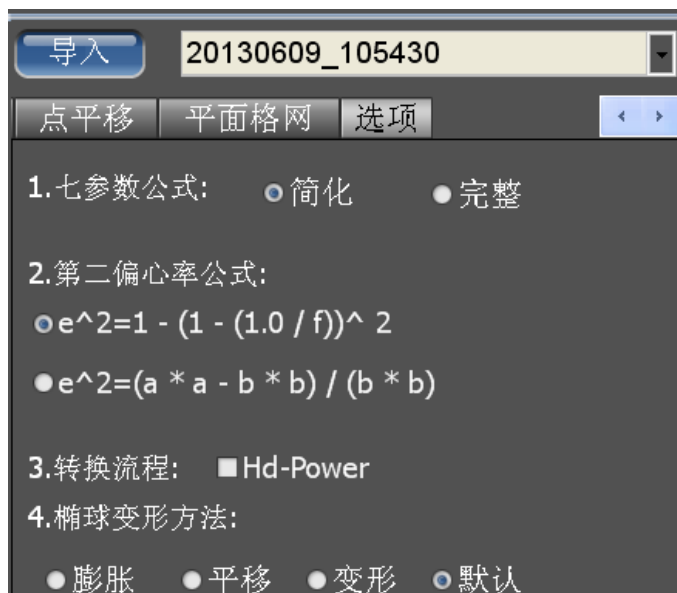 导入 20130609_105430
点平移 平面格网 选项
1.七参数公式: 简化 完整
2.第二偏心率公式:
e^2=1 - (1 - (1.0 / f))^ 2
e^2=(a * a - b * b) / (b * b)
3.转换流程: Hd-Power
4.椭球变形方法:
膨胀 平移 变形 默认